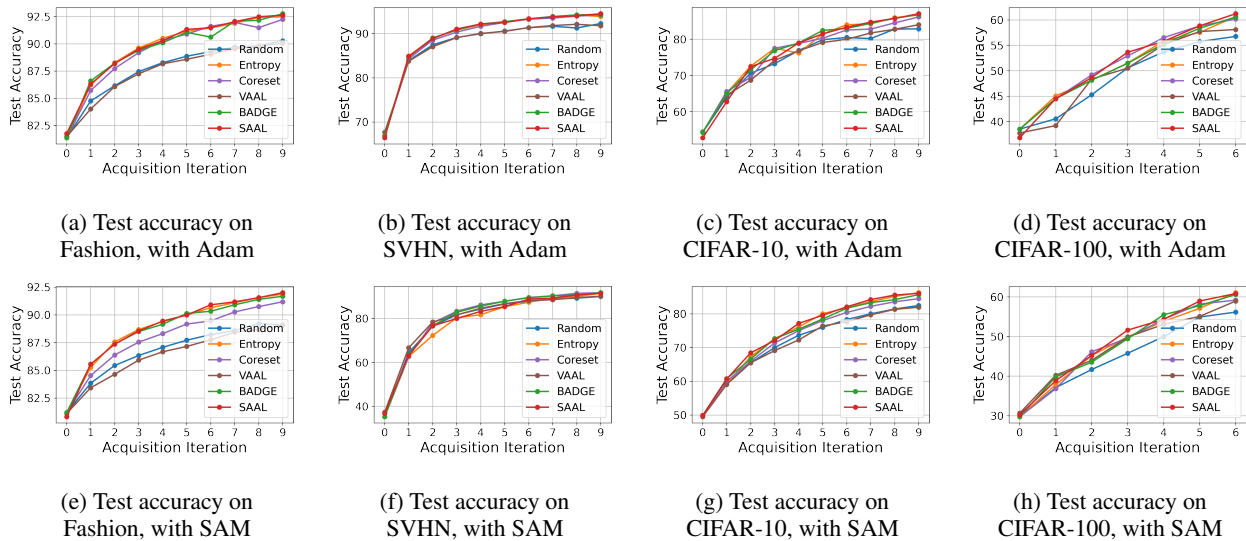 92.5
90.0
87.5
85.0
82.5
Test Accuracy
0 1 2 3 4 5 6 7 8 9
Acquisition Iteration
Random
Entropy
Coreset
VAAL
BADGE
SAAL
(a) Test accuracy on
Fashion, with Adam
90
80
70
Test Accuracy
0 1 2 3 4 5 6 7 8 9
Acquisition Iteration
Random
Entropy
Coreset
VAAL
BADGE
SAAL
(b) Test accuracy on
SVHN, with Adam
80
70
60
Test Accuracy
0 1 2 3 4 5 6 7 8 9
Acquisition Iteration
Random
Entropy
Coreset
VAAL
BADGE
SAAL
(c) Test accuracy on
CIFAR-10, with Adam
60
55
50
45
40
Test Accuracy
0 1 2 3 4 5 6
Acquisition Iteration
Random
Entropy
Coreset
VAAL
BADGE
SAAL
(d) Test accuracy on
CIFAR-100, with Adam
92.5
90.0
87.5
85.0
82.5
Test Accuracy
0 1 2 3 4 5 6 7 8 9
Acquisition Iteration
Random
Entropy
Coreset
VAAL
BADGE
SAAL
(e) Test accuracy on
Fashion, with SAM
80
60
40
Test Accuracy
0 1 2 3 4 5 6 7 8 9
Acquisition Iteration
Random
Entropy
Coreset
VAAL
BADGE
SAAL
(f) Test accuracy on
SVHN, with SAM
80
70
60
50
Test Accuracy
0 1 2 3 4 5 6 7 8 9
Acquisition Iteration
Random
Entropy
Coreset
VAAL
BADGE
SAAL
(g) Test accuracy on
CIFAR-10, with SAM
60
50
40
30
Test Accuracy
0 1 2 3 4 5 6
Acquisition Iteration
Random
Entropy
Coreset
VAAL
BADGE
SAAL
(h) Test accuracy on
CIFAR-100, with SAM